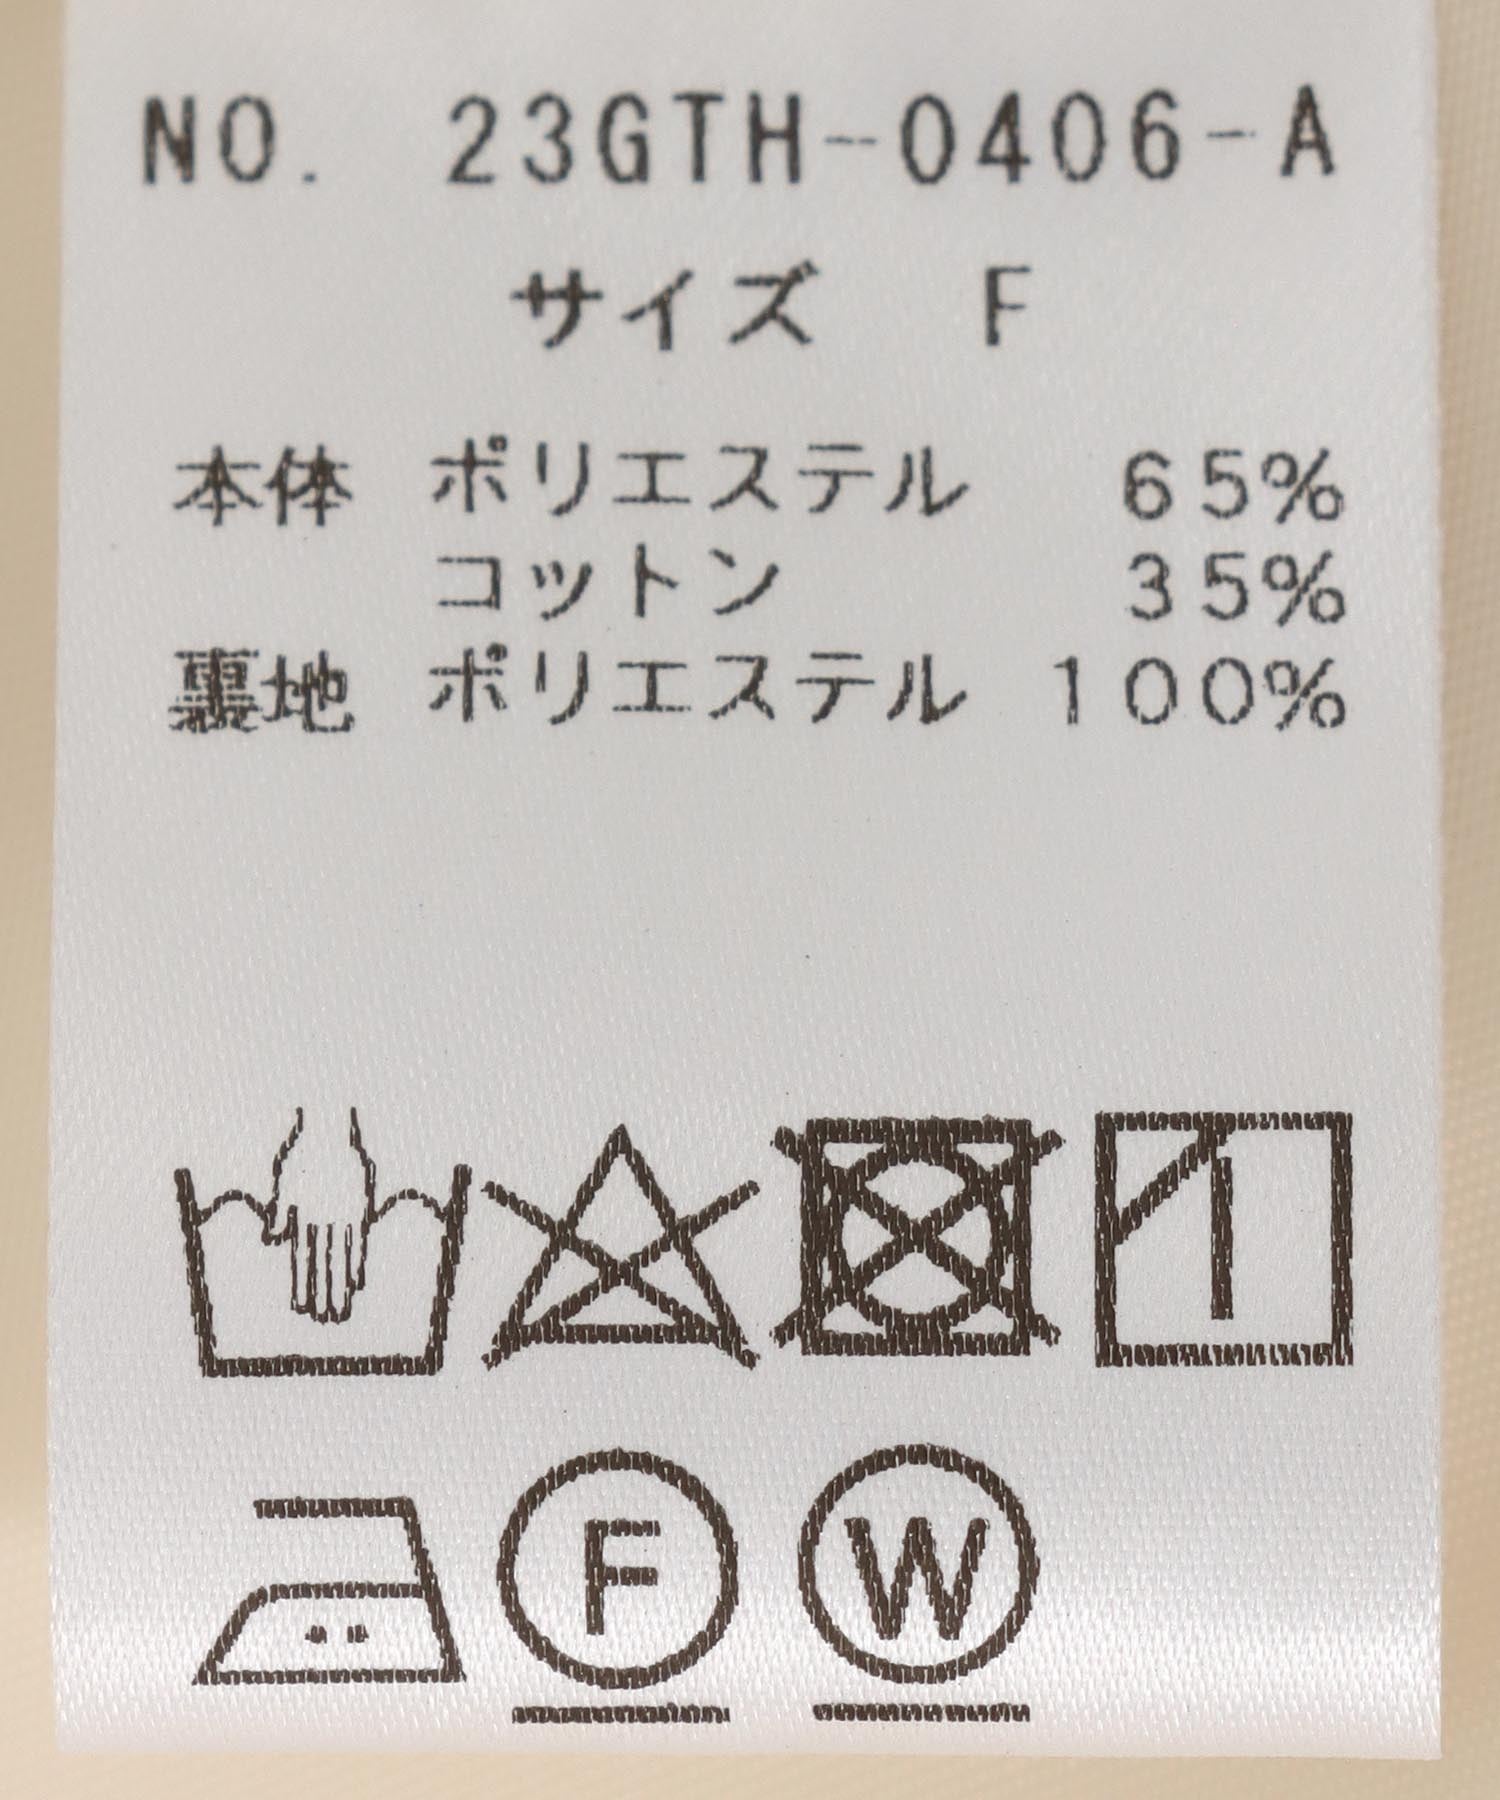 NO. 23GTH-0406-A
サイズ F
本体 ポリエステル 65%
コットン 35%
裏地 ポリエステル 100%
F W